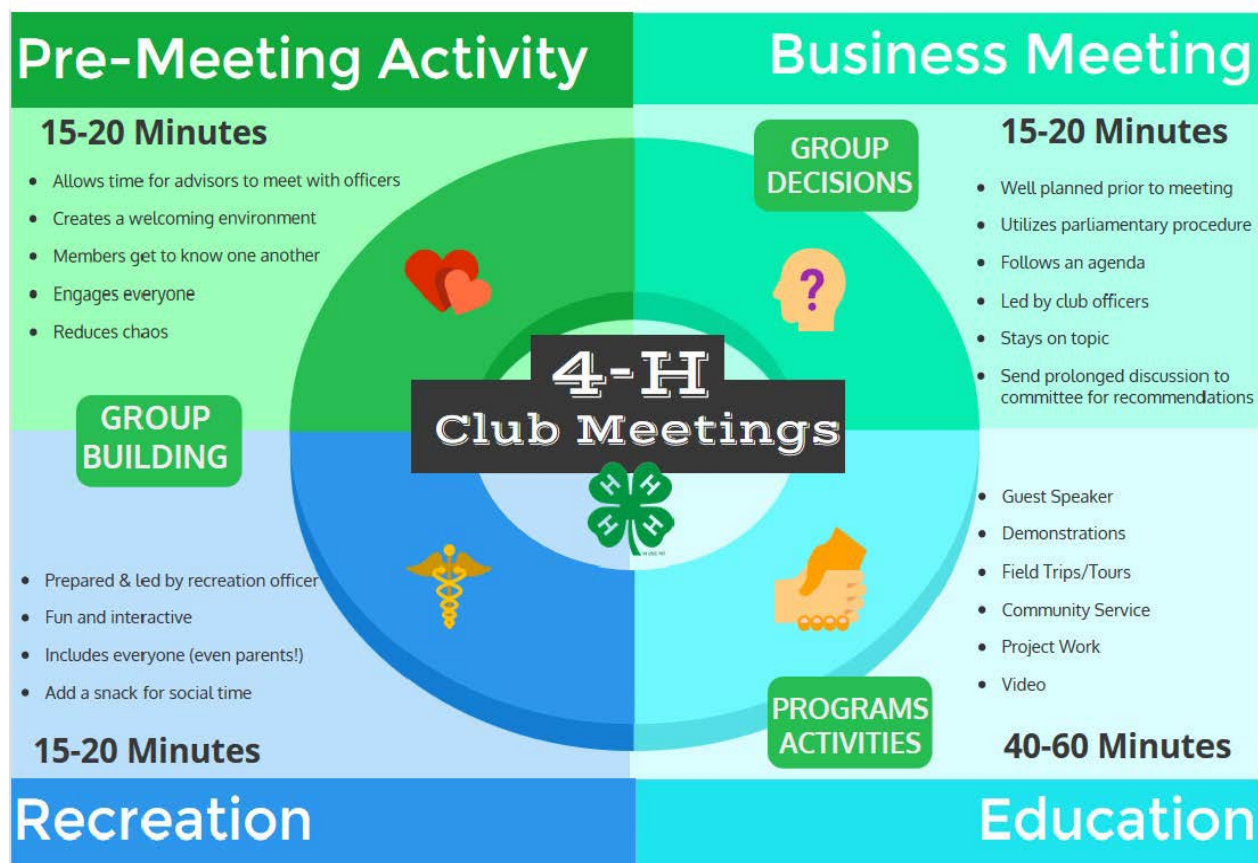 Pre-Meeting Activity
15-20 Minutes
• Allows time for advisors to meet with officers
• Creates a welcoming environment
• Members get to know one another
• Engages everyone
• Reduces chaos
Business Meeting
15-20 Minutes
GROUP
DECISIONS
• Well planned prior to meeting
• Utilizes parliamentary procedure
• Follows an agenda
• Led by club officers
• Stays on topic
• Send prolonged discussion to
committee for recommendations
?
4-H
Club Meetings
H H
H H
GROUP
BUILDING
• Prepared & led by recreation officer
• Fun and interactive
• Includes everyone (even parents!)
• Add a snack for social time
15-20 Minutes
Recreation
• Guest Speaker
• Demonstrations
• Field Trips/Tours
• Community Service
• Project Work
• Video
PROGRAMS
ACTIVITIES
40-60 Minutes
Education